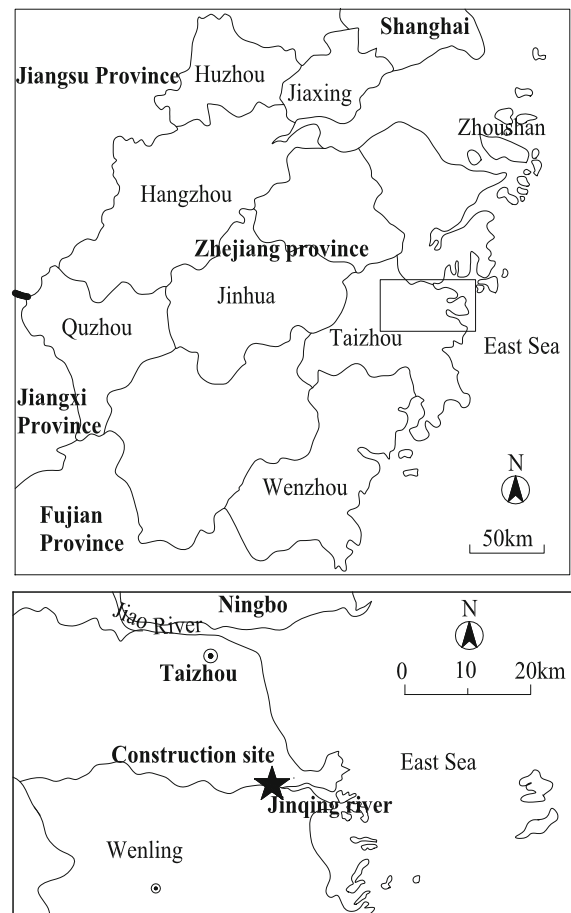 Shanghai
Jiangsu Province
Huzhou
Jiaxing
Zhoushan
Hangzhou
Zhejiang province
Jinhua
Quzhou
Taizhou
East Sea
Jiangxi
Province
Wenzhou
N
Fujian
Province
50km
Ningbo
Jiao River
N
Taizhou
0 10 20km
Construction site
East Sea
Jinqing river
Wenling